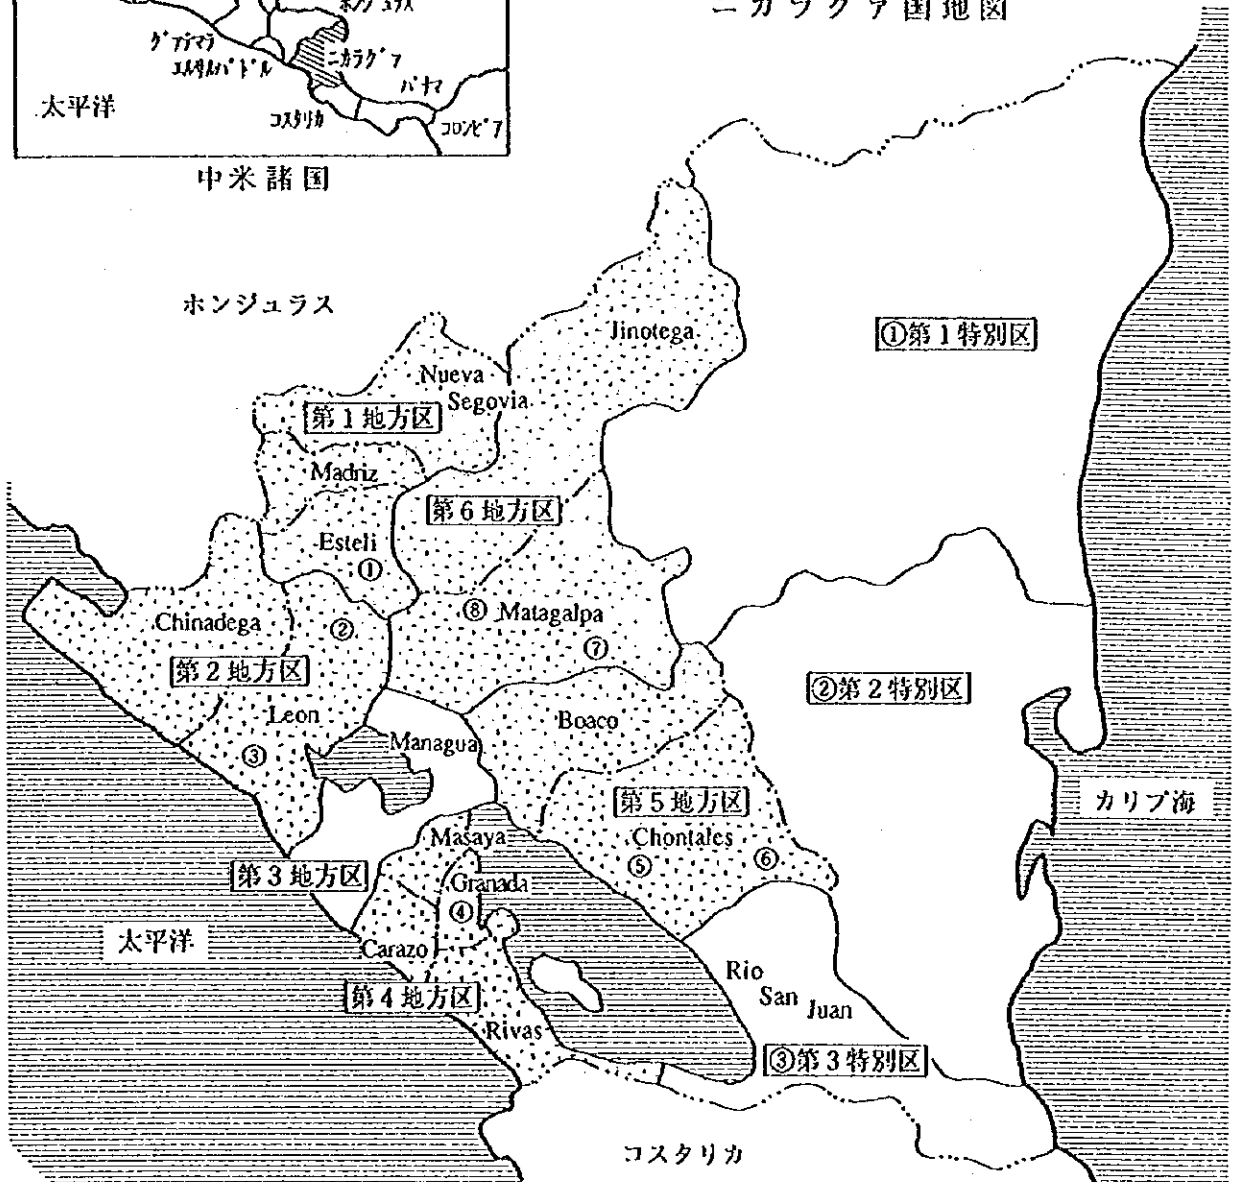 ニカラグア国地図
ホンジュラス
グアテマラ
エルサルバドル
ニカラグア
パナマ
太平洋
コスタリカ
コロンビア
中米諸国
ホンジュラス
Jinotega
①第1特別区
Nueva
Segovia
第1地方区
Madriz
第6地方区
Esteli
①
Chinadega
②
⑧ Matagalpa
⑦
第2地方区
②第2特別区
Leon
Boaco
③
Managua
第5地方区
カリブ海
Masaya
Chontales
⑤
⑥
第3地方区
Granada
④
太平洋
Carazo
Rio
San
Juan
第4地方区
Rivas
③第3特別区
コスタリカ